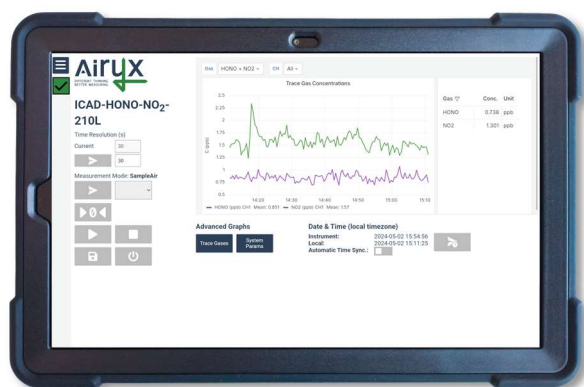 Airyx
DIFFERENT THINKING
BETTER MEASURING
ICAD-HONO-NO2-
210L
Time Resolution (s)
Current 30
30
Measurement Mode: SampleAir
0
Gas HONO + NO2 CH All
Trace Gas Concentrations
2.5
2.25
2
1.75
1.5
1.25
1
0.75
0.5
C (ppb)
14:20 14:30 14:40 14:50 15:00 15:10
HONO (ppb) CH1 Mean: 0.851 NO2 (ppb) CH1 Mean: 1.57
Gas Conc. Unit
HONO 0.738 ppb
NO2 1.301 ppb
Advanced Graphs
Trace Gases
System
Params
Date & Time (local timezone)
Instrument: 2024-05-02 15:54:56
Local: 2024-05-02 15:11:25
Automatic Time Sync.: